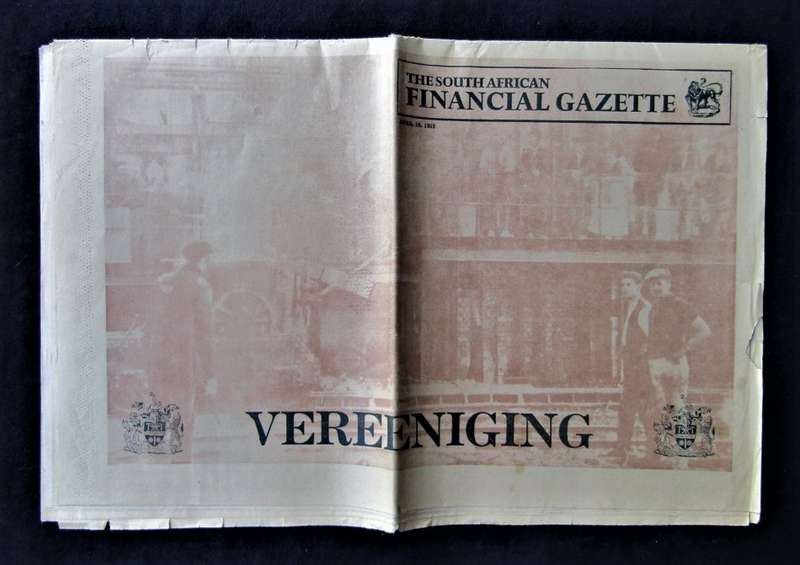 THE SOUTH AFRICAN
FINANCIAL GAZETTE
VEREENIGING